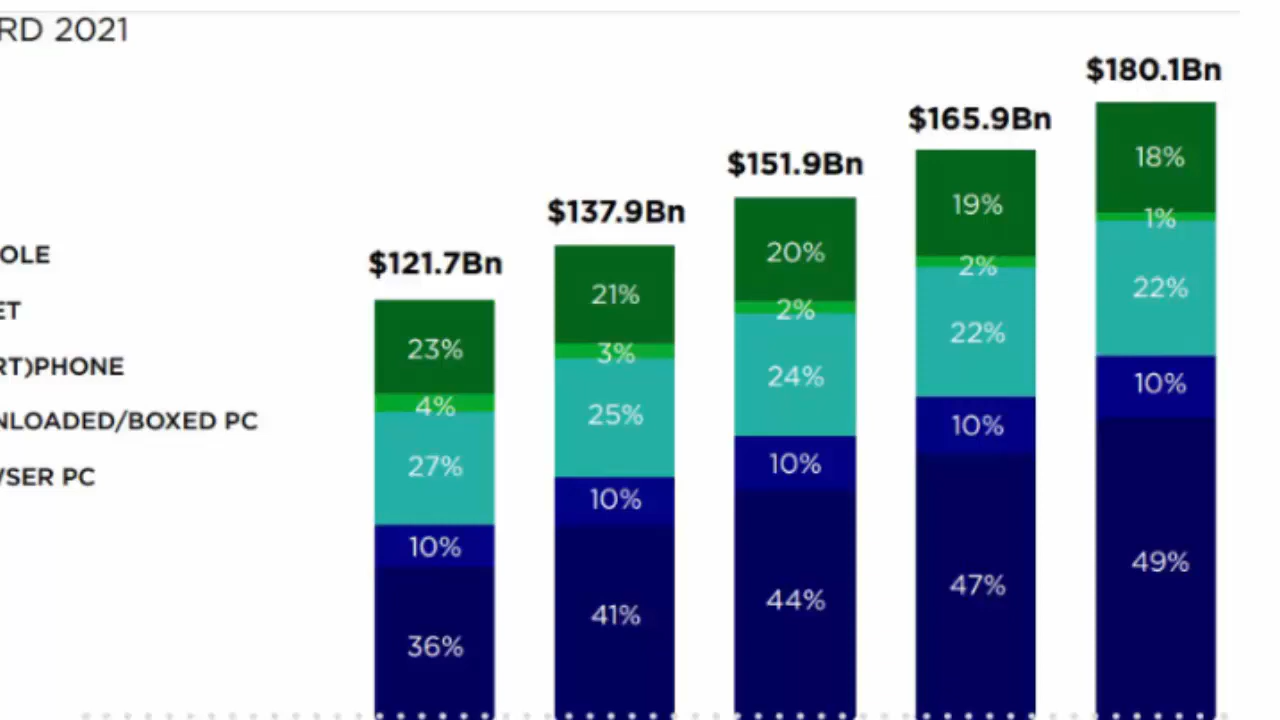 RD 2021
$180.1Bn
$165.9Bn
$151.9Bn
$137.9Bn
$121.7Bn
OLE
ET
RT)PHONE
NLOADED/BOXED PC
SER PC
23%
4%
27%
10%
36%
21%
3%
25%
10%
41%
20%
2%
24%
10%
44%
19%
2%
22%
10%
47%
18%
1%
22%
10%
49%